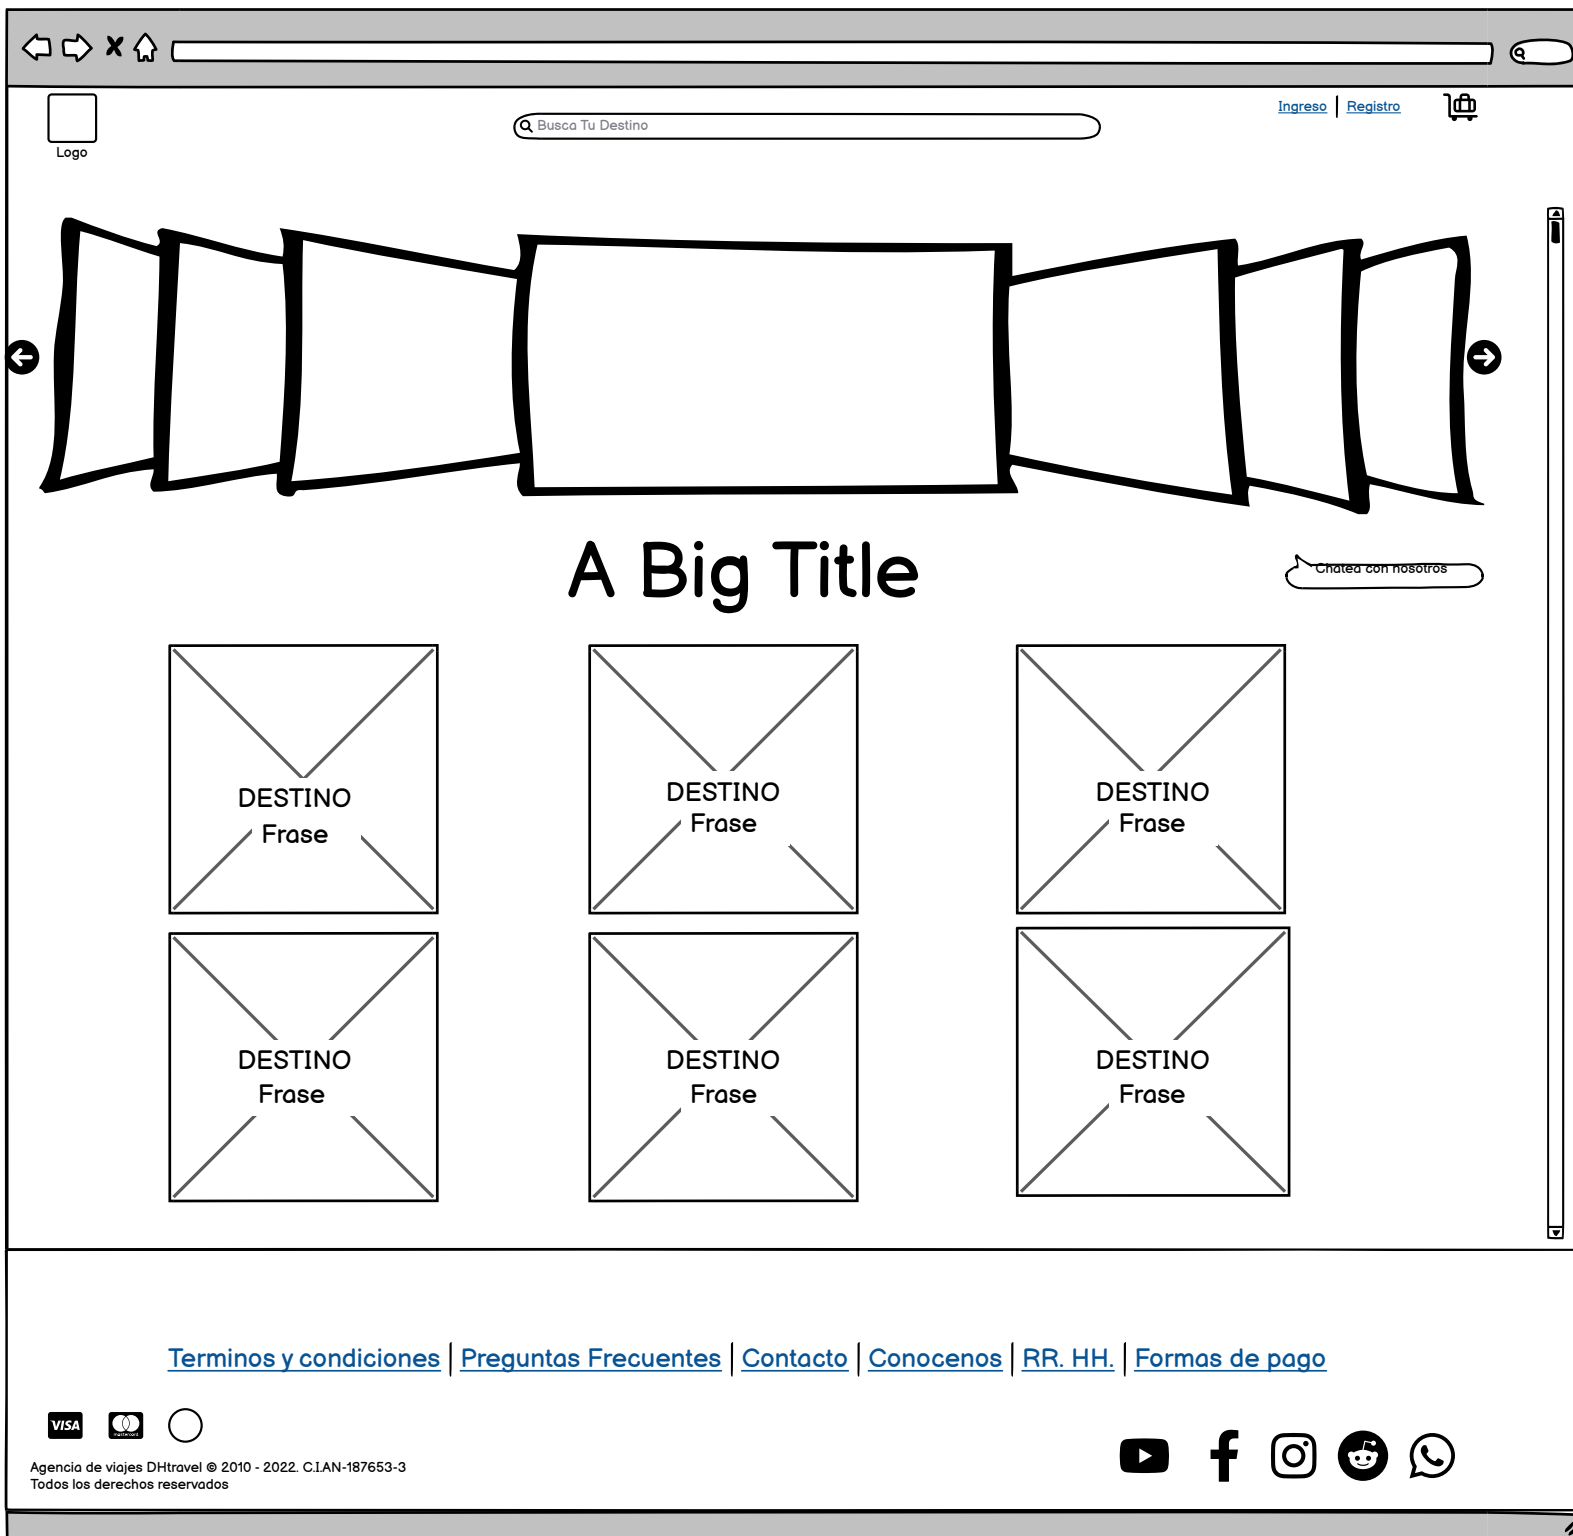 Ingreso Registro
Busca Tu Destino
Logo
A Big Title
Chatea con nosotros
DESTINO
Frase
DESTINO
Frase
DESTINO
Frase
DESTINO
Frase
DESTINO
Frase
DESTINO
Frase
Terminos y condiciones Preguntas Frecuentes Contacto Conocenos RR. HH. Formas de pago
VISA mastercard
Agencia de viajes DHtravel © 2010 - 2022. C.I.AN-187653-3
Todos los derechos reservados